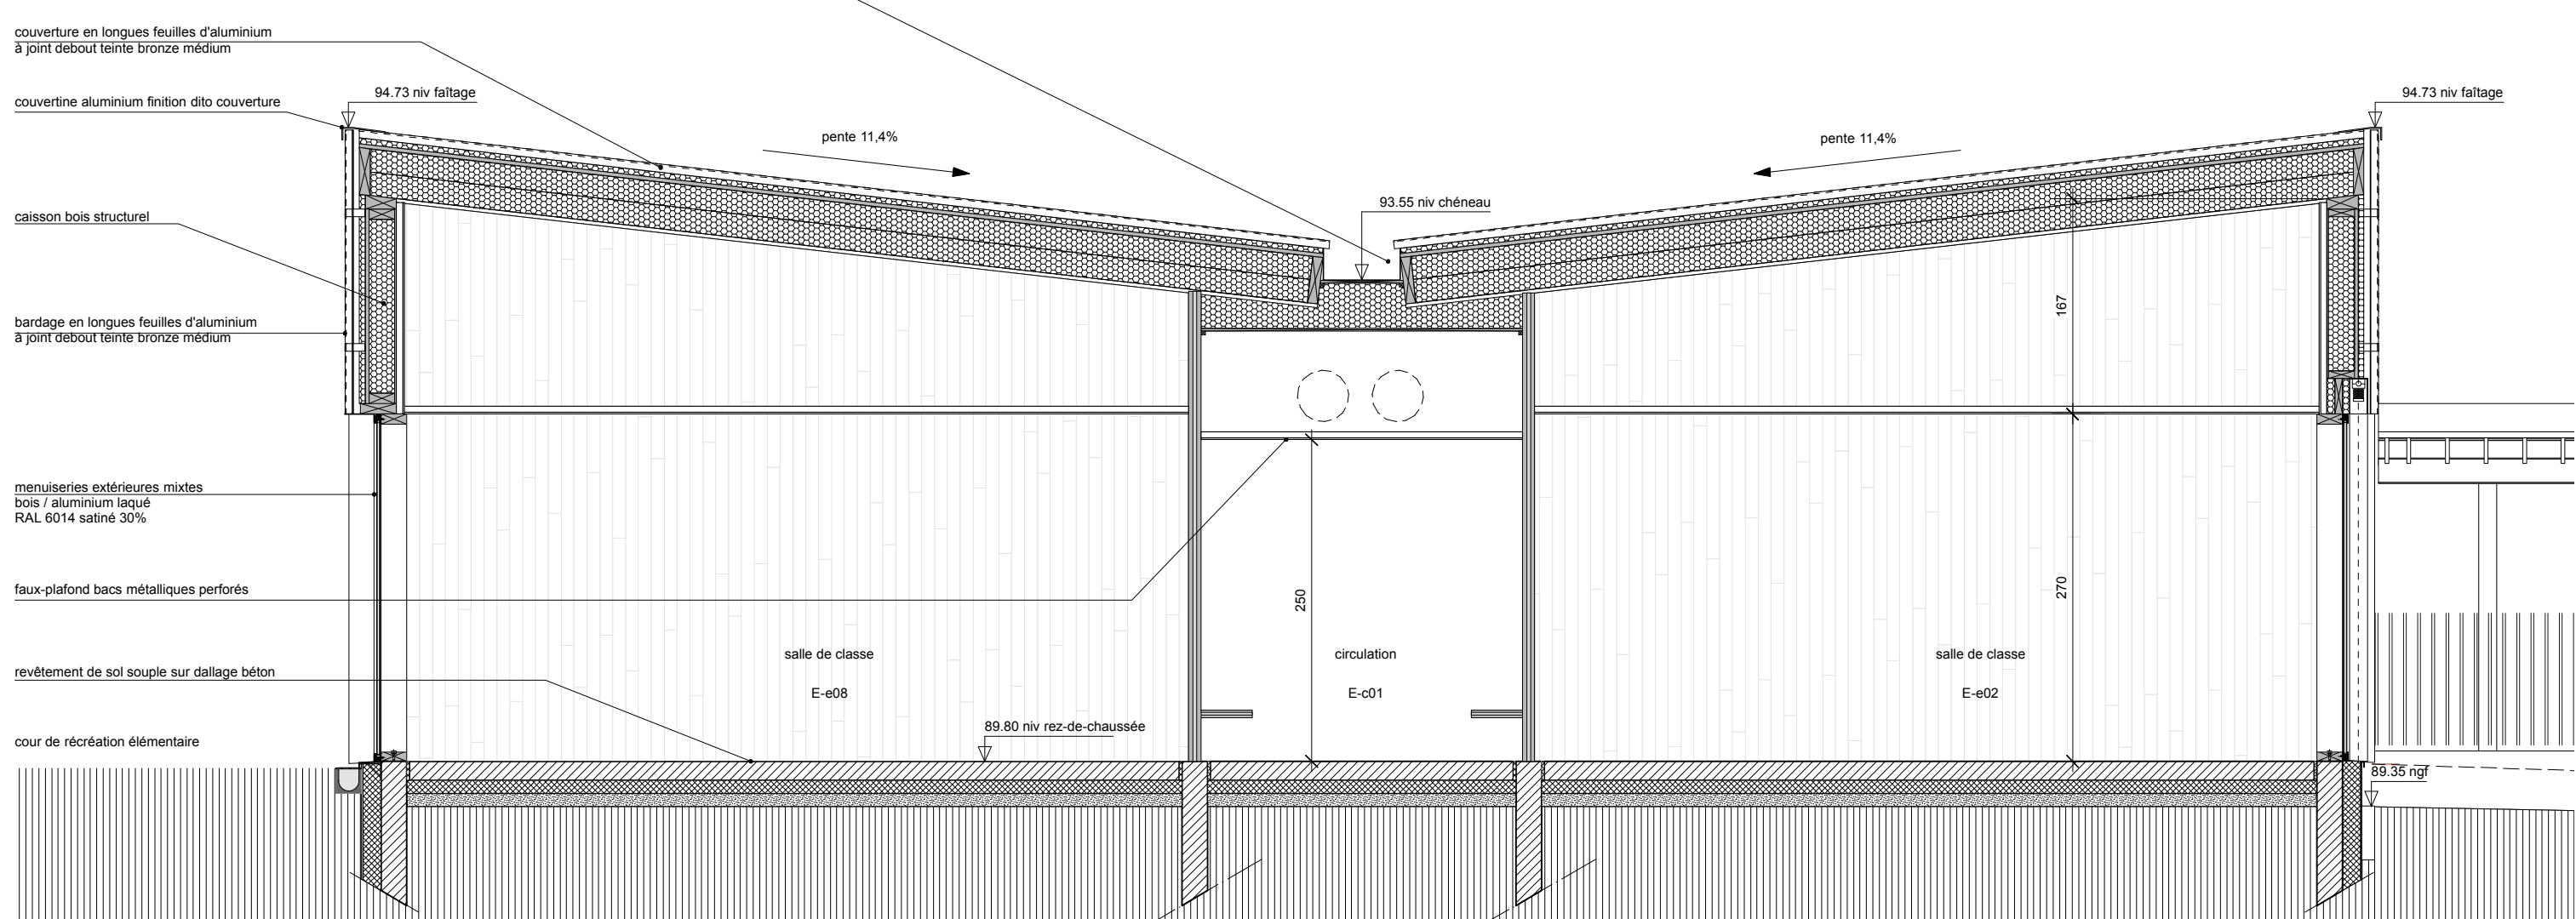 couverture en longues feuilles d'aluminium
à joint debout teinte bronze médium
couvertine aluminium finition dito couverture
94.73 niv faîtage
94.73 niv faîtage
pente 11,4%
pente 11,4%
93.55 niv chéneau
caisson bois structurel
167
bardage en longues feuilles d'aluminium
à joint debout teinte bronze médium
menuiseries extérieures mixtes
bois / aluminium laqué
RAL 6014 satiné 30%
faux-plafond bacs métalliques perforés
250
270
salle de classe
E-e08
circulation
E-c01
salle de classe
E-e02
revêtement de sol souple sur dallage béton
89.80 niv rez-de-chaussée
cour de récréation élémentaire
89.35 ngf